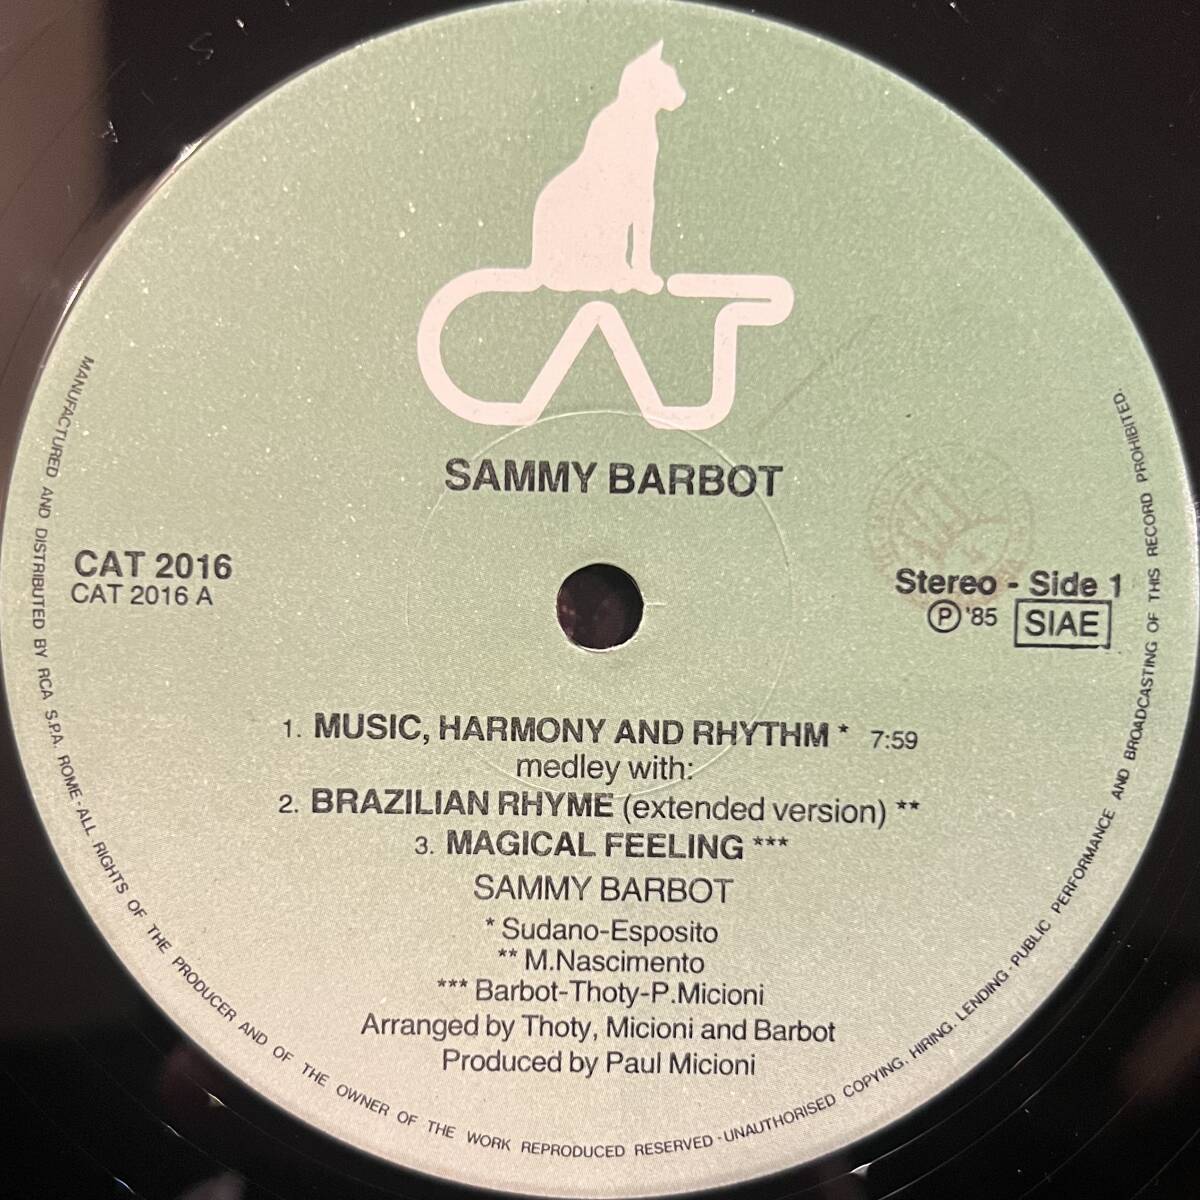 CAT
SAMMY BARBOT
CAT 2016
CAT 2016 A
Stereo - Side 1
Ⓟ '85 SIAE
1. MUSIC, HARMONY AND RHYTHM * 7:59
medley with:
2. BRAZILIAN RHYME (extended version) **
3. MAGICAL FEELING ***
SAMMY BARBOT
* Sudano-Esposito
** M.Nascimento
*** Barbot-Thoty-P.Micioni
Arranged by Thoty, Micioni and Barbot
Produced by Paul Micioni
MANUFACTURED AND DISTRIBUTED BY RCA S.P.A. ROME - ALL RIGHTS OF THE PRODUCER AND OF THE OWNER OF THE WORK REPRODUCED RESERVED - UNAUTHORISED COPYING, HIRING, LENDING - PUBLIC PERFORMANCE AND BROADCASTING OF THIS RECORD PROHIBITED.